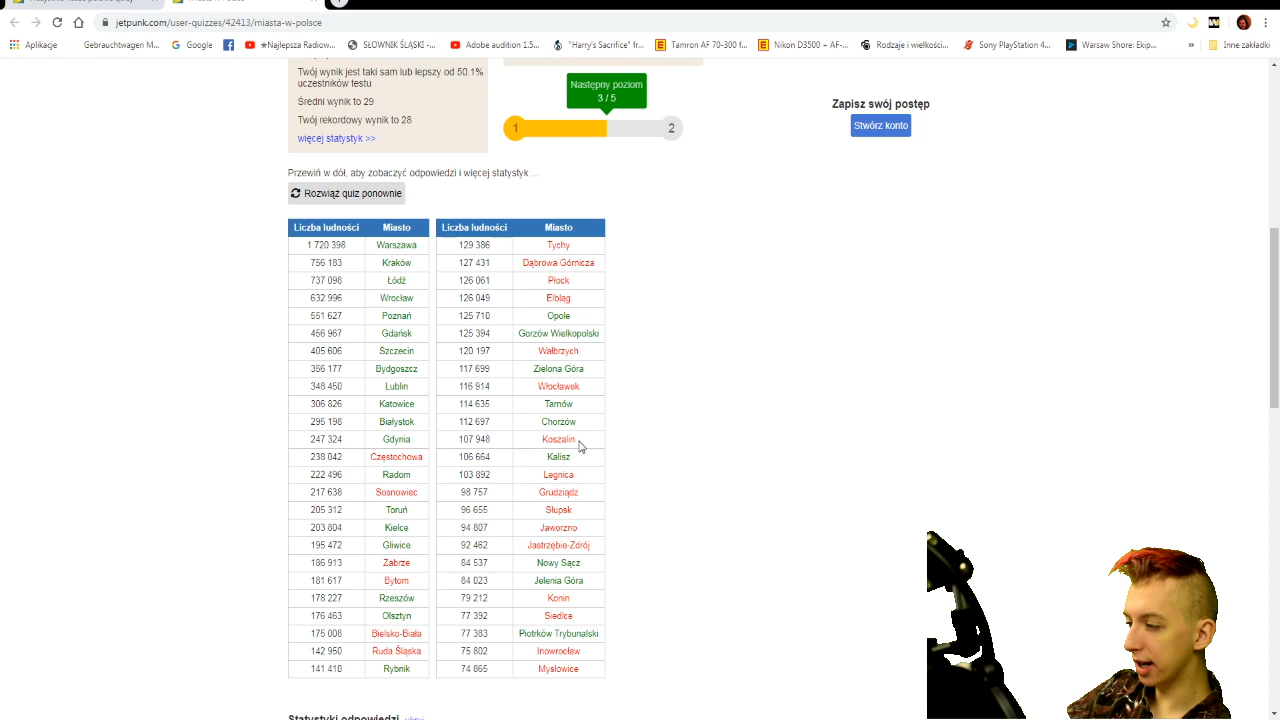 jetpunk.com/user-quizzes/42413/miasta-w-polsce
Aplikacje
Gebrauchtwagen M...
Google
★Najlepsza Radiow...
SŁOWNIK ŚLĄSKI -...
Adobe audition 1.5...
"Harry's Sacrifice" fr...
Tamron AF 70-300 f...
Nikon D3500 + AF-...
Rodzaje i wielkości...
Sony PlayStation 4...
Warsaw Shore: Ekip...
»
Inne zakładki
Twój wynik jest taki sam lub lepszy od 50.1%
uczestników testu
Średni wynik to 29
Twój rekordowy wynik to 28
więcej statystyk >>
Następny poziom
3 / 5
1
2
Zapisz swój postęp
Stwórz konto
Przewiń w dół, aby zobaczyć odpowiedzi i więcej statystyk ...
Rozwiąż quiz ponownie
Liczba ludności Miasto
1 720 398 Warszawa
756 183 Kraków
737 098 Łódź
632 996 Wrocław
551 627 Poznań
456 967 Gdańsk
405 606 Szczecin
356 177 Bydgoszcz
348 450 Lublin
306 826 Katowice
295 198 Białystok
247 324 Gdynia
238 042 Częstochowa
222 496 Radom
217 638 Sosnowiec
205 312 Toruń
203 804 Kielce
195 472 Gliwice
186 913 Zabrze
181 617 Bytom
178 227 Rzeszów
176 463 Olsztyn
175 008 Bielsko-Biała
142 950 Ruda Śląska
141 410 Rybnik
Liczba ludności Miasto
129 386 Tychy
127 431 Dąbrowa Górnicza
126 061 Płock
126 049 Elbląg
125 710 Opole
125 394 Gorzów Wielkopolski
120 197 Wałbrzych
117 699 Zielona Góra
116 914 Włocławek
114 635 Tarnów
112 697 Chorzów
107 948 Koszalin
106 664 Kalisz
103 892 Legnica
98 757 Grudziądz
96 655 Słupsk
94 807 Jaworzno
92 462 Jastrzębie-Zdrój
84 537 Nowy Sącz
84 023 Jelenia Góra
79 212 Konin
77 392 Siedlce
77 383 Piotrków Trybunalski
75 802 Inowrocław
74 865 Mysłowice
Statystyki odpowiedzi